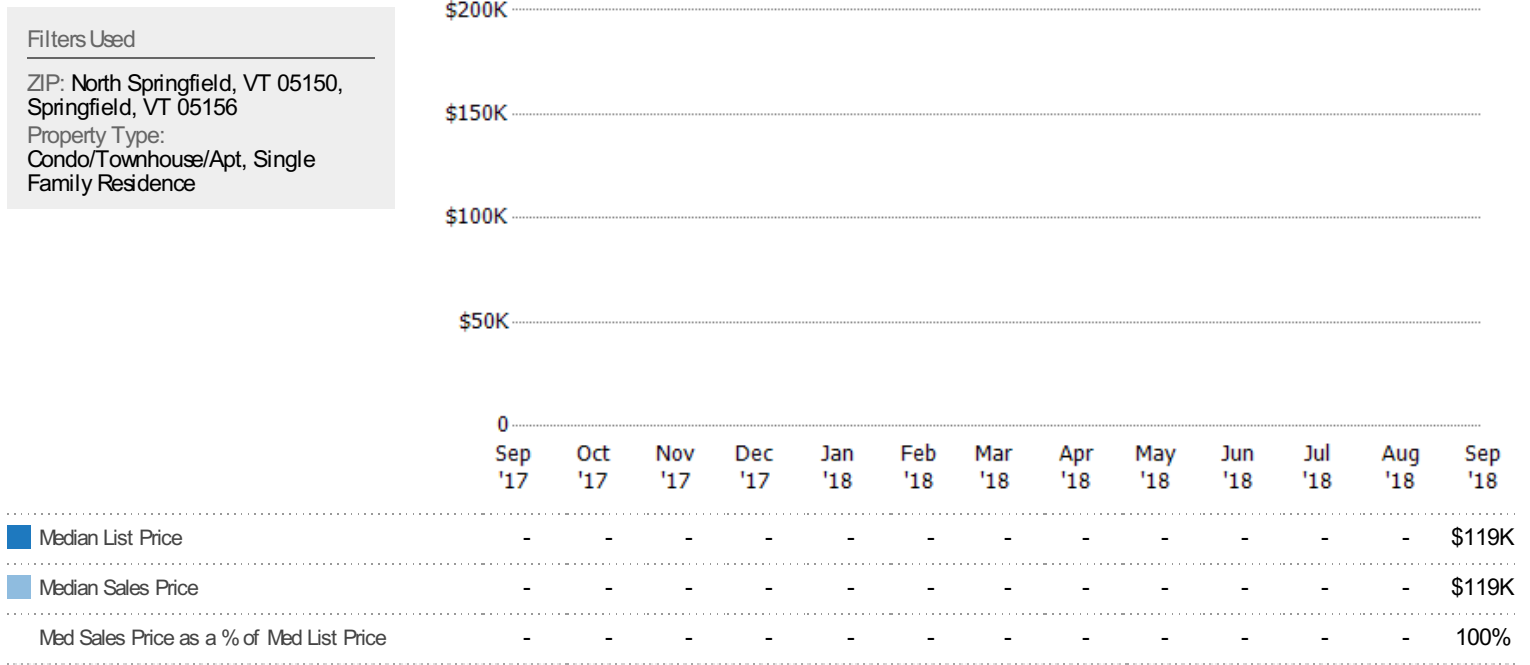 Filters Used
ZIP: North Springfield, VT 05150,
Springfield, VT 05156
Property Type:
Condo/Townhouse/Apt, Single
Family Residence
$200K
$150K
$100K
$50K
0
Sep Oct Nov Dec Jan Feb Mar Apr May Jun Jul Aug Sep
'17 '17 '17 '17 '18 '18 '18 '18 '18 '18 '18 '18 '18
Median List Price - - - - - - - - - - - - $119K
Median Sales Price - - - - - - - - - - - - $119K
Med Sales Price as a % of Med List Price - - - - - - - - - - - - 100%